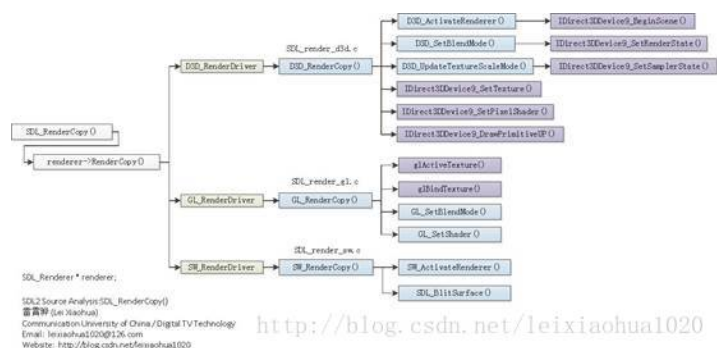 SDL_RenderCopy()
renderer->RenderCopy()
D3D_RenderDriver
SDL_render_d3d.c
D3D_RenderCopy()
D3D_ActivateRenderer()
IDirect3DDevice9_BeginScene()
D3D_SetBlendMode()
IDirect3DDevice9_SetRenderState()
D3D_UpdateTextureScaleMode()
IDirect3DDevice9_SetSamplerState()
IDirect3DDevice9_SetTexture()
IDirect3DDevice9_SetPixelShader()
IDirect3DDevice9_DrawPrimitiveUP()
GL_RenderDriver
SDL_render_gl.c
GL_RenderCopy()
glActiveTexture()
glBindTexture()
GL_SetBlendMode()
GL_SetShader()
SW_RenderDriver
SDL_render_sw.c
SW_RenderCopy()
SW_ActivateRenderer()
SDL_BlitSurface()
SDL_Renderer * renderer;
SDL2 Source Analysis:SDL_RenderCopy()
雷霄骅 (Lei Xiaohua)
Communication University of China / Digital TV Technology
Email: leixiaohua1020@126.com
Website: http://blog.csdn.net/leixiaohua1020
http://blog.csdn.net/leixiaohua1020